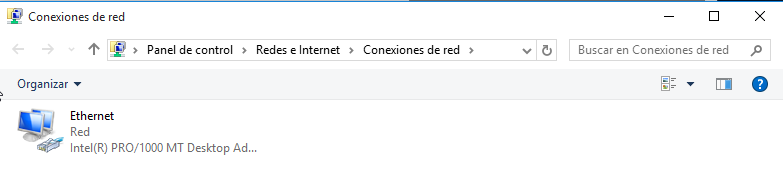 Conexiones de red
Panel de control > Redes e Internet > Conexiones de red >
Buscar en Conexiones de red
Organizar
Ethernet
Red
Intel(R) PRO/1000 MT Desktop Ad...